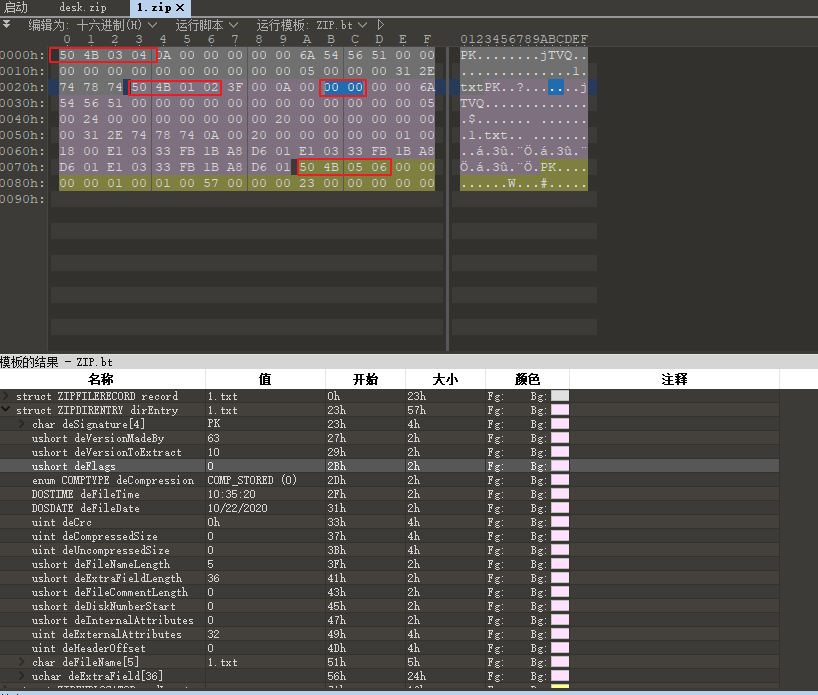 启动 desk.zip 1.zip ×
编辑为: 十六进制(H) 运行脚本 运行模板: ZIP.bt
0 1 2 3 4 5 6 7 8 9 A B C D E F 0123456789ABCDEF
0000h: 50 4B 03 04 0A 00 00 00 00 00 6A 54 56 51 00 00 PK........jTVQ..
0010h: 00 00 00 00 00 00 00 00 00 00 05 00 00 00 31 2E ..............1.
0020h: 74 78 74 50 4B 01 02 3F 00 0A 00 00 00 00 00 6A txtPK..?.......j
0030h: 54 56 51 00 00 00 00 00 00 00 00 00 00 00 00 05 TVQ.............
0040h: 00 24 00 00 00 00 00 00 00 20 00 00 00 00 00 00 .$....... ......
0050h: 00 31 2E 74 78 74 0A 00 20 00 00 00 00 00 01 00 .1.txt.. .......
0060h: 18 00 E1 03 33 FB 1B A8 D6 01 E1 03 33 FB 1B A8 ..á.3û.¨Ö.á.3û.¨
0070h: D6 01 E1 03 33 FB 1B A8 D6 01 50 4B 05 06 00 00 Ö.á.3û.¨Ö.PK....
0080h: 00 00 01 00 01 00 57 00 00 00 23 00 00 00 00 00 ......W...#.....
0090h:
模板的结果 - ZIP.bt
名称 值 开始 大小 颜色 注释
struct ZIPFILERECORD record 1.txt 0h 23h Fg: Bg:
struct ZIPDIRENTRY dirEntry 1.txt 23h 57h Fg: Bg:
char deSignature[4] PK 23h 4h Fg: Bg:
ushort deVersionMadeBy 63 27h 2h Fg: Bg:
ushort deVersionToExtract 10 29h 2h Fg: Bg:
ushort deFlags 0 2Bh 2h Fg: Bg:
enum COMPTYPE deCompression COMP_STORED (0) 2Dh 2h Fg: Bg:
DOSTIME deFileTime 10:35:20 2Fh 2h Fg: Bg:
DOSDATE deFileDate 10/22/2020 31h 2h Fg: Bg:
uint deCrc 0h 33h 4h Fg: Bg:
uint deCompressedSize 0 37h 4h Fg: Bg:
uint deUncompressedSize 0 3Bh 4h Fg: Bg:
ushort deFileNameLength 5 3Fh 2h Fg: Bg:
ushort deExtraFieldLength 36 41h 2h Fg: Bg:
ushort deFileCommentLength 0 43h 2h Fg: Bg:
ushort deDiskNumberStart 0 45h 2h Fg: Bg:
ushort deInternalAttributes 0 47h 2h Fg: Bg:
uint deExternalAttributes 32 49h 4h Fg: Bg:
uint deHeaderOffset 0 4Dh 4h Fg: Bg:
char deFileName[5] 1.txt 51h 5h Fg: Bg:
uchar deExtraField[36] 56h 24h Fg: Bg: